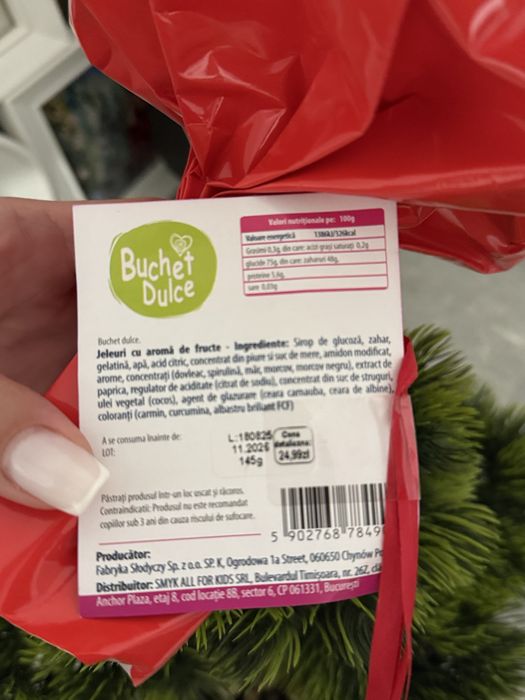 Buchet
Dulce
Valori nutriționale pe: 100g
Valoare energetică 1386kJ/326kcal
Grăsimi 0,3g, din care: acizi grași saturați 0,2g
glucide 75g, din care: zaharuri 48g,
proteine 5,6g,
sare 0,03g
Buchet dulce.
Jeleuri cu aromă de fructe - Ingrediente: Sirop de glucoză, zahar,
gelatină, apă, acid citric, concentrat din piure si suc de mere, amidon modificat,
arome, concentrați (dovleac, spirulină, măr, morcov, morcov negru), extract de
paprica, regulator de aciditate (citrat de sodiu), concentrat din suc de struguri,
ulei vegetal (cocos), agent de glazurare (ceara carnauba, ceara de albine),
coloranți (carmin, curcumina, albastru briliant FCF)
A se consuma înainte de:
LOT:
L:180825
11.2026
145g
Cana
24,99zl
Păstrați produsul într-un loc uscat și răcoros.
Contraindicatii: Produsul nu este recomandat
copiilor sub 3 ani din cauza riscului de sufocare.
5 902768 7849
Producător:
Fabryka Słodyczy Sp. z o.o. SP. K, Ogrodowa 1a Street, 060650 Chynów
Distribuitor: SMYK ALL FOR KIDS SRL, Bulevardul Timișoara, nr. 26Z,
Anchor Plaza, etaj 8, cod locație 8B, sector 6, CP 061331, București